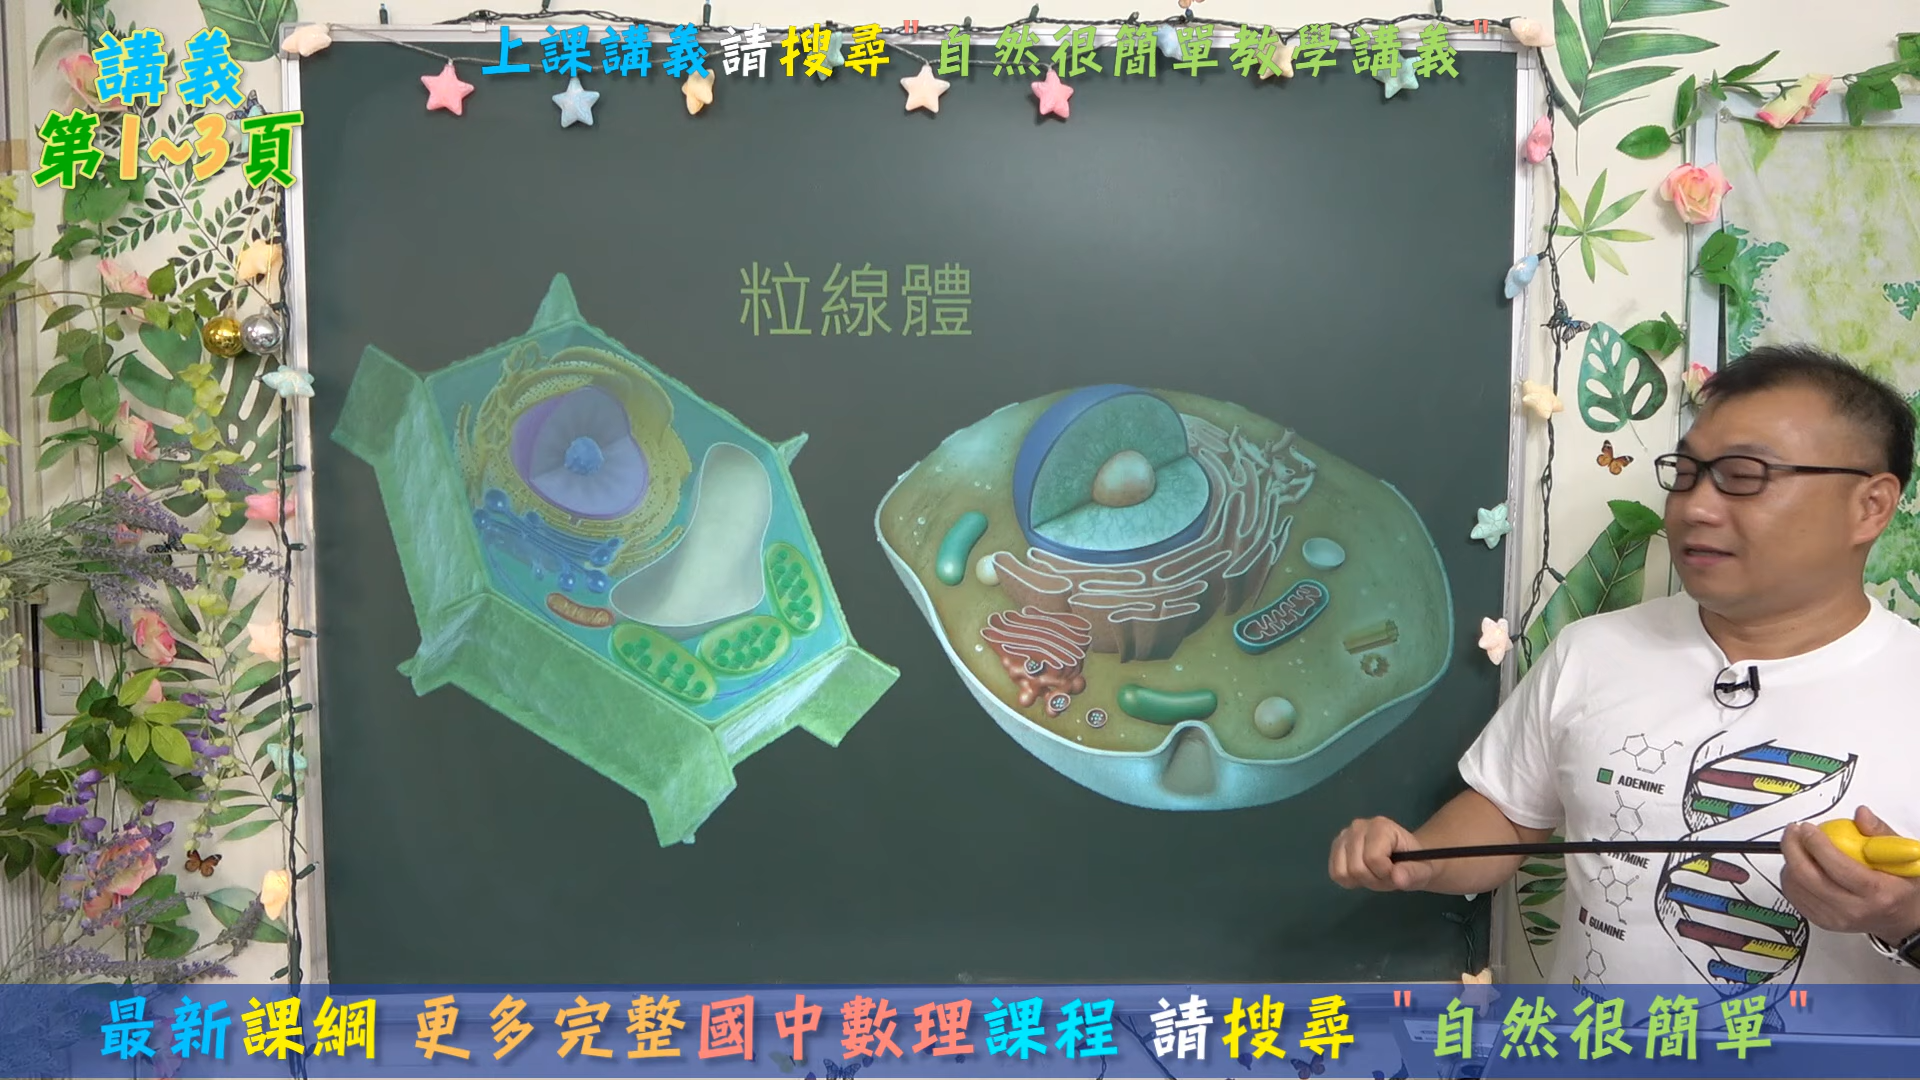 上課講義請搜尋"自然很簡單教學講義"
講義
第1~3頁
粒線體
ADENINE
THYMINE
GUANINE
最新課綱 更多完整國中數理課程 請搜尋 "自然很簡單"